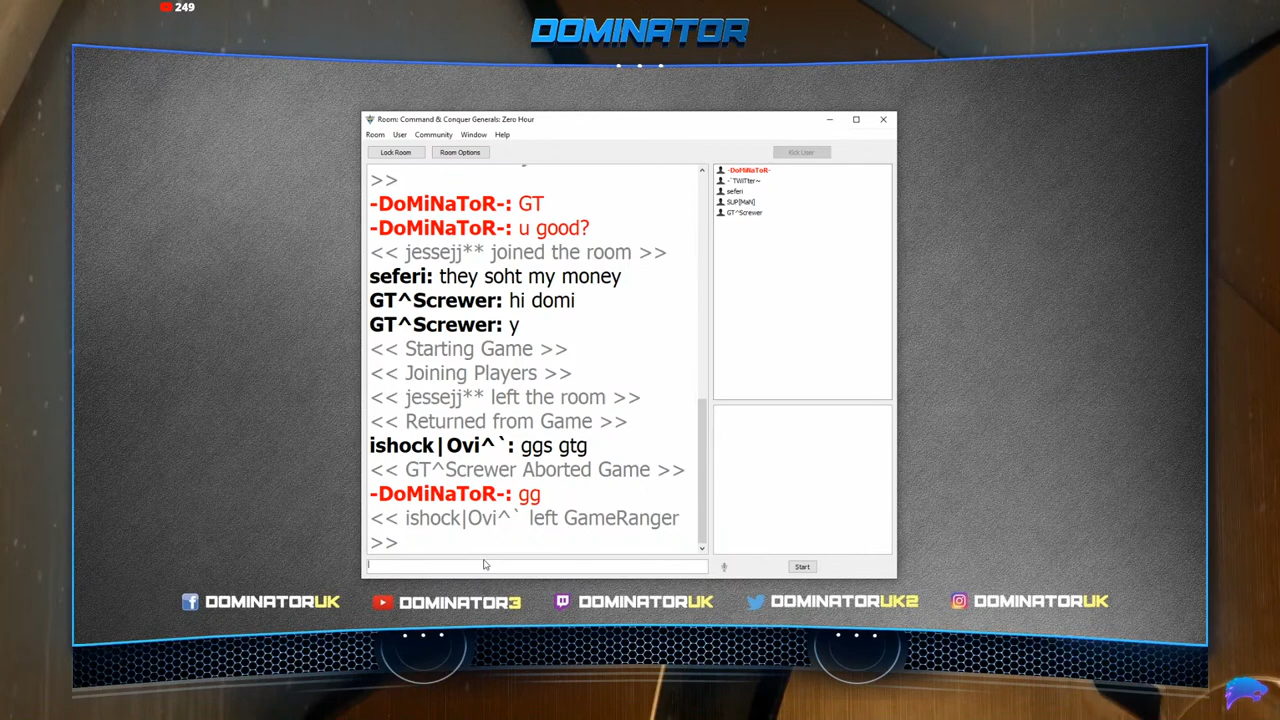 249
DOMINATOR
Room: Command & Conquer Generals: Zero Hour
Room User Community Window Help
Lock Room Room Options Kick User
>>
-DoMiNaToR-: GT
-DoMiNaToR-: u good?
<< jessejj** joined the room >>
seferi: they soht my money
GT^Screwer: hi domi
GT^Screwer: y
<< Starting Game >>
<< Joining Players >>
<< jessejj** left the room >>
<< Returned from Game >>
ishock|Ovi^`: ggs gtg
<< GT^Screwer Aborted Game >>
-DoMiNaToR-: gg
<< ishock|Ovi^` left GameRanger
>>
-DoMiNaToR-
-`TWITter~
seferi
SUP[MaN]
GT^Screwer
Start
DOMINATORUK DOMINATOR3 DOMINATORUK DOMINATORUK2 DOMINATORUK